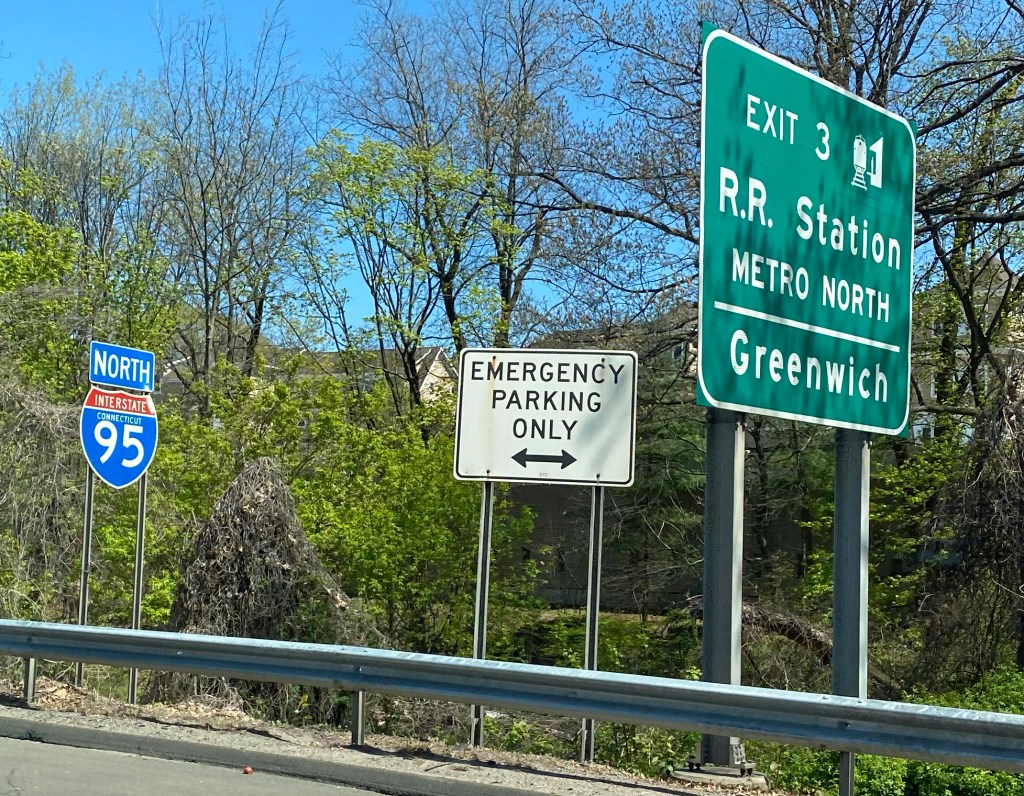 NORTH
INTERSTATE
CONNECTICUT
95
EMERGENCY
PARKING
ONLY
EXIT 3
R.R. Station
METRO NORTH
Greenwich